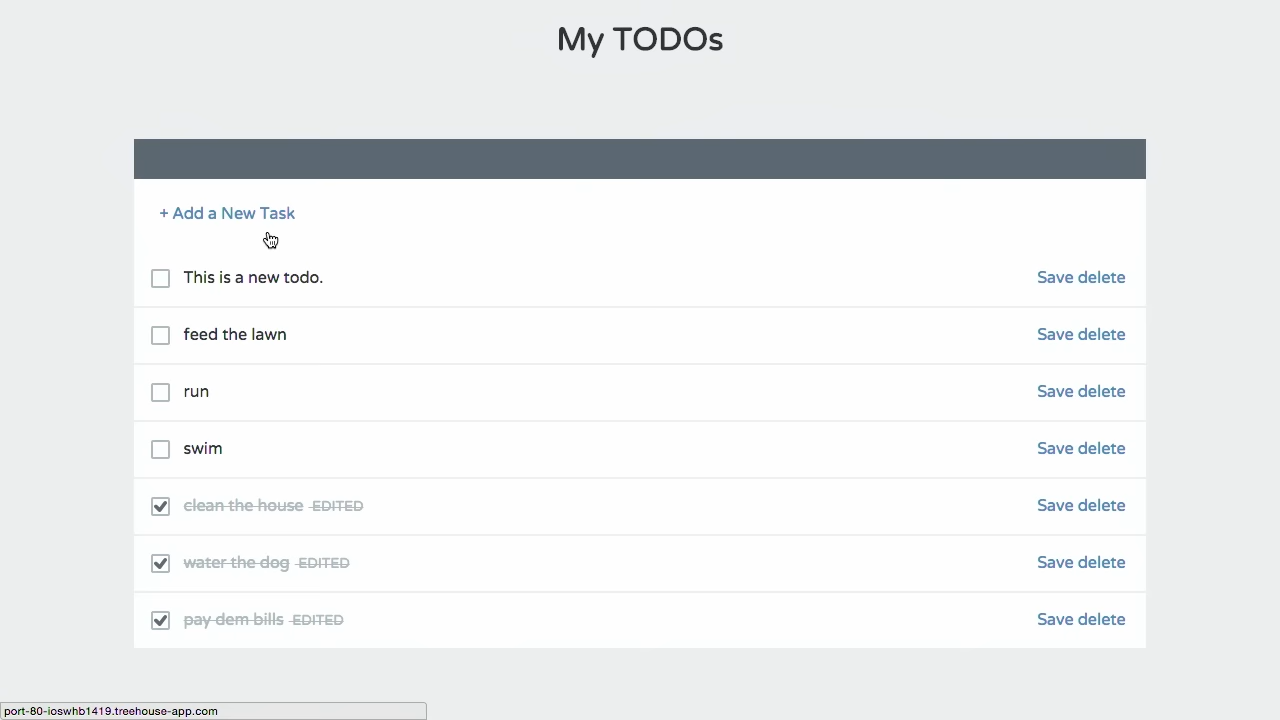 My TODOs
+ Add a New Task
This is a new todo. Save delete
feed the lawn Save delete
run Save delete
swim Save delete
clean the house EDITED Save delete
water the dog EDITED Save delete
pay dem bills EDITED Save delete
port-80-ioswhb1419.treehouse-app.com